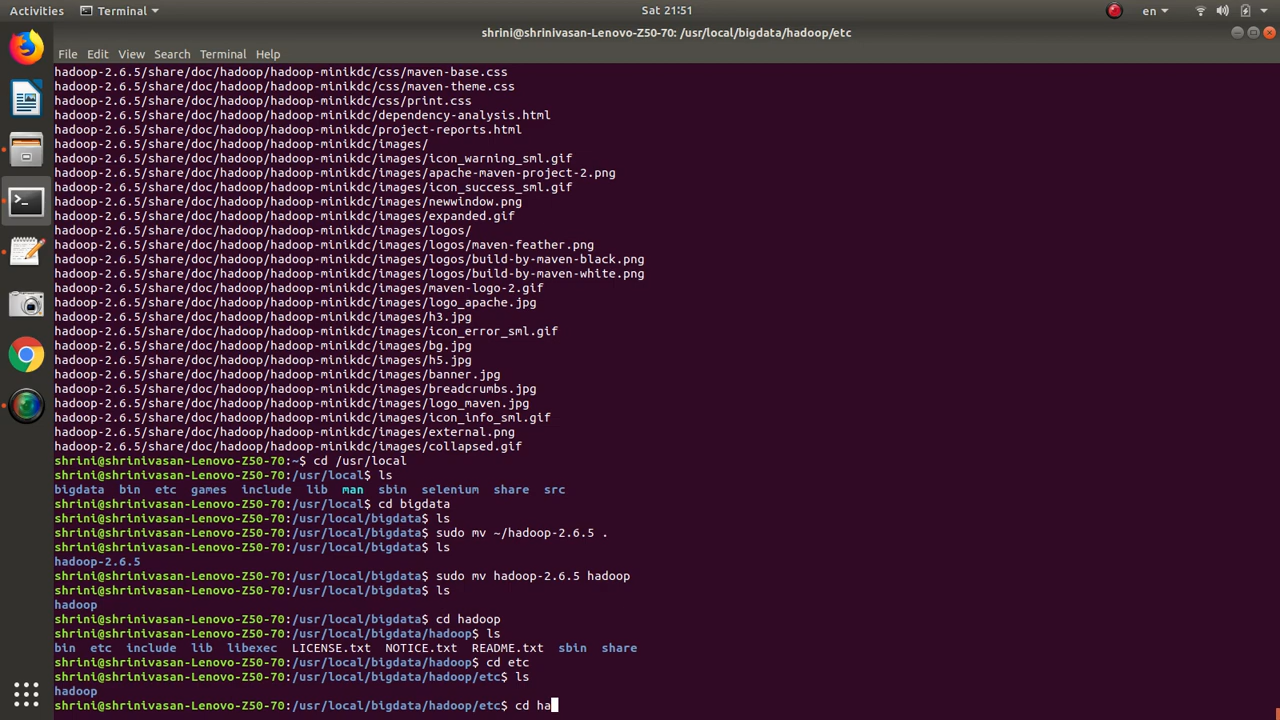 Activities Terminal Sat 21:51 en
shrini@shrinivasan-Lenovo-Z50-70: /usr/local/bigdata/hadoop/etc
File Edit View Search Terminal Help
hadoop-2.6.5/share/doc/hadoop/hadoop-minikdc/css/maven-base.css
hadoop-2.6.5/share/doc/hadoop/hadoop-minikdc/css/maven-theme.css
hadoop-2.6.5/share/doc/hadoop/hadoop-minikdc/css/print.css
hadoop-2.6.5/share/doc/hadoop/hadoop-minikdc/dependency-analysis.html
hadoop-2.6.5/share/doc/hadoop/hadoop-minikdc/project-reports.html
hadoop-2.6.5/share/doc/hadoop/hadoop-minikdc/images/
hadoop-2.6.5/share/doc/hadoop/hadoop-minikdc/images/icon_warning_sml.gif
hadoop-2.6.5/share/doc/hadoop/hadoop-minikdc/images/apache-maven-project-2.png
hadoop-2.6.5/share/doc/hadoop/hadoop-minikdc/images/icon_success_sml.gif
hadoop-2.6.5/share/doc/hadoop/hadoop-minikdc/images/newwindow.png
hadoop-2.6.5/share/doc/hadoop/hadoop-minikdc/images/expanded.gif
hadoop-2.6.5/share/doc/hadoop/hadoop-minikdc/images/logos/
hadoop-2.6.5/share/doc/hadoop/hadoop-minikdc/images/logos/maven-feather.png
hadoop-2.6.5/share/doc/hadoop/hadoop-minikdc/images/logos/build-by-maven-black.png
hadoop-2.6.5/share/doc/hadoop/hadoop-minikdc/images/logos/build-by-maven-white.png
hadoop-2.6.5/share/doc/hadoop/hadoop-minikdc/images/maven-logo-2.gif
hadoop-2.6.5/share/doc/hadoop/hadoop-minikdc/images/logo_apache.jpg
hadoop-2.6.5/share/doc/hadoop/hadoop-minikdc/images/h3.jpg
hadoop-2.6.5/share/doc/hadoop/hadoop-minikdc/images/icon_error_sml.gif
hadoop-2.6.5/share/doc/hadoop/hadoop-minikdc/images/bg.jpg
hadoop-2.6.5/share/doc/hadoop/hadoop-minikdc/images/h5.jpg
hadoop-2.6.5/share/doc/hadoop/hadoop-minikdc/images/banner.jpg
hadoop-2.6.5/share/doc/hadoop/hadoop-minikdc/images/breadcrumbs.jpg
hadoop-2.6.5/share/doc/hadoop/hadoop-minikdc/images/logo_maven.jpg
hadoop-2.6.5/share/doc/hadoop/hadoop-minikdc/images/icon_info_sml.gif
hadoop-2.6.5/share/doc/hadoop/hadoop-minikdc/images/external.png
hadoop-2.6.5/share/doc/hadoop/hadoop-minikdc/images/collapsed.gif
shrini@shrinivasan-Lenovo-Z50-70:~$ cd /usr/local
shrini@shrinivasan-Lenovo-Z50-70:/usr/local$ ls
bigdata bin etc games include lib man sbin selenium share src
shrini@shrinivasan-Lenovo-Z50-70:/usr/local$ cd bigdata
shrini@shrinivasan-Lenovo-Z50-70:/usr/local/bigdata$ ls
shrini@shrinivasan-Lenovo-Z50-70:/usr/local/bigdata$ sudo mv ~/hadoop-2.6.5 .
shrini@shrinivasan-Lenovo-Z50-70:/usr/local/bigdata$ ls
hadoop-2.6.5
shrini@shrinivasan-Lenovo-Z50-70:/usr/local/bigdata$ sudo mv hadoop-2.6.5 hadoop
shrini@shrinivasan-Lenovo-Z50-70:/usr/local/bigdata$ ls
hadoop
shrini@shrinivasan-Lenovo-Z50-70:/usr/local/bigdata$ cd hadoop
shrini@shrinivasan-Lenovo-Z50-70:/usr/local/bigdata/hadoop$ ls
bin etc include lib libexec LICENSE.txt NOTICE.txt README.txt sbin share
shrini@shrinivasan-Lenovo-Z50-70:/usr/local/bigdata/hadoop$ cd etc
shrini@shrinivasan-Lenovo-Z50-70:/usr/local/bigdata/hadoop/etc$ ls
hadoop
shrini@shrinivasan-Lenovo-Z50-70:/usr/local/bigdata/hadoop/etc$ cd ha